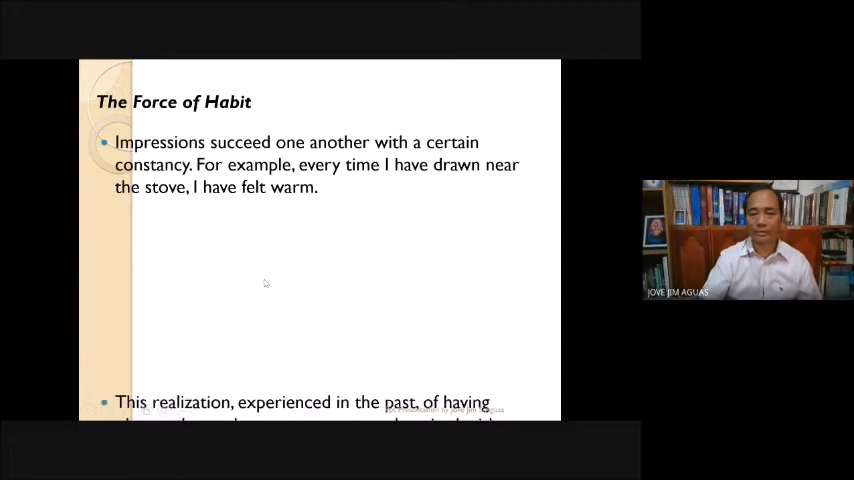 The Force of Habit
Impressions succeed one another with a certain
constancy. For example, every time I have drawn near
the stove, I have felt warm.
This realization, experienced in the past, of having
JOVE JIM AGUAS